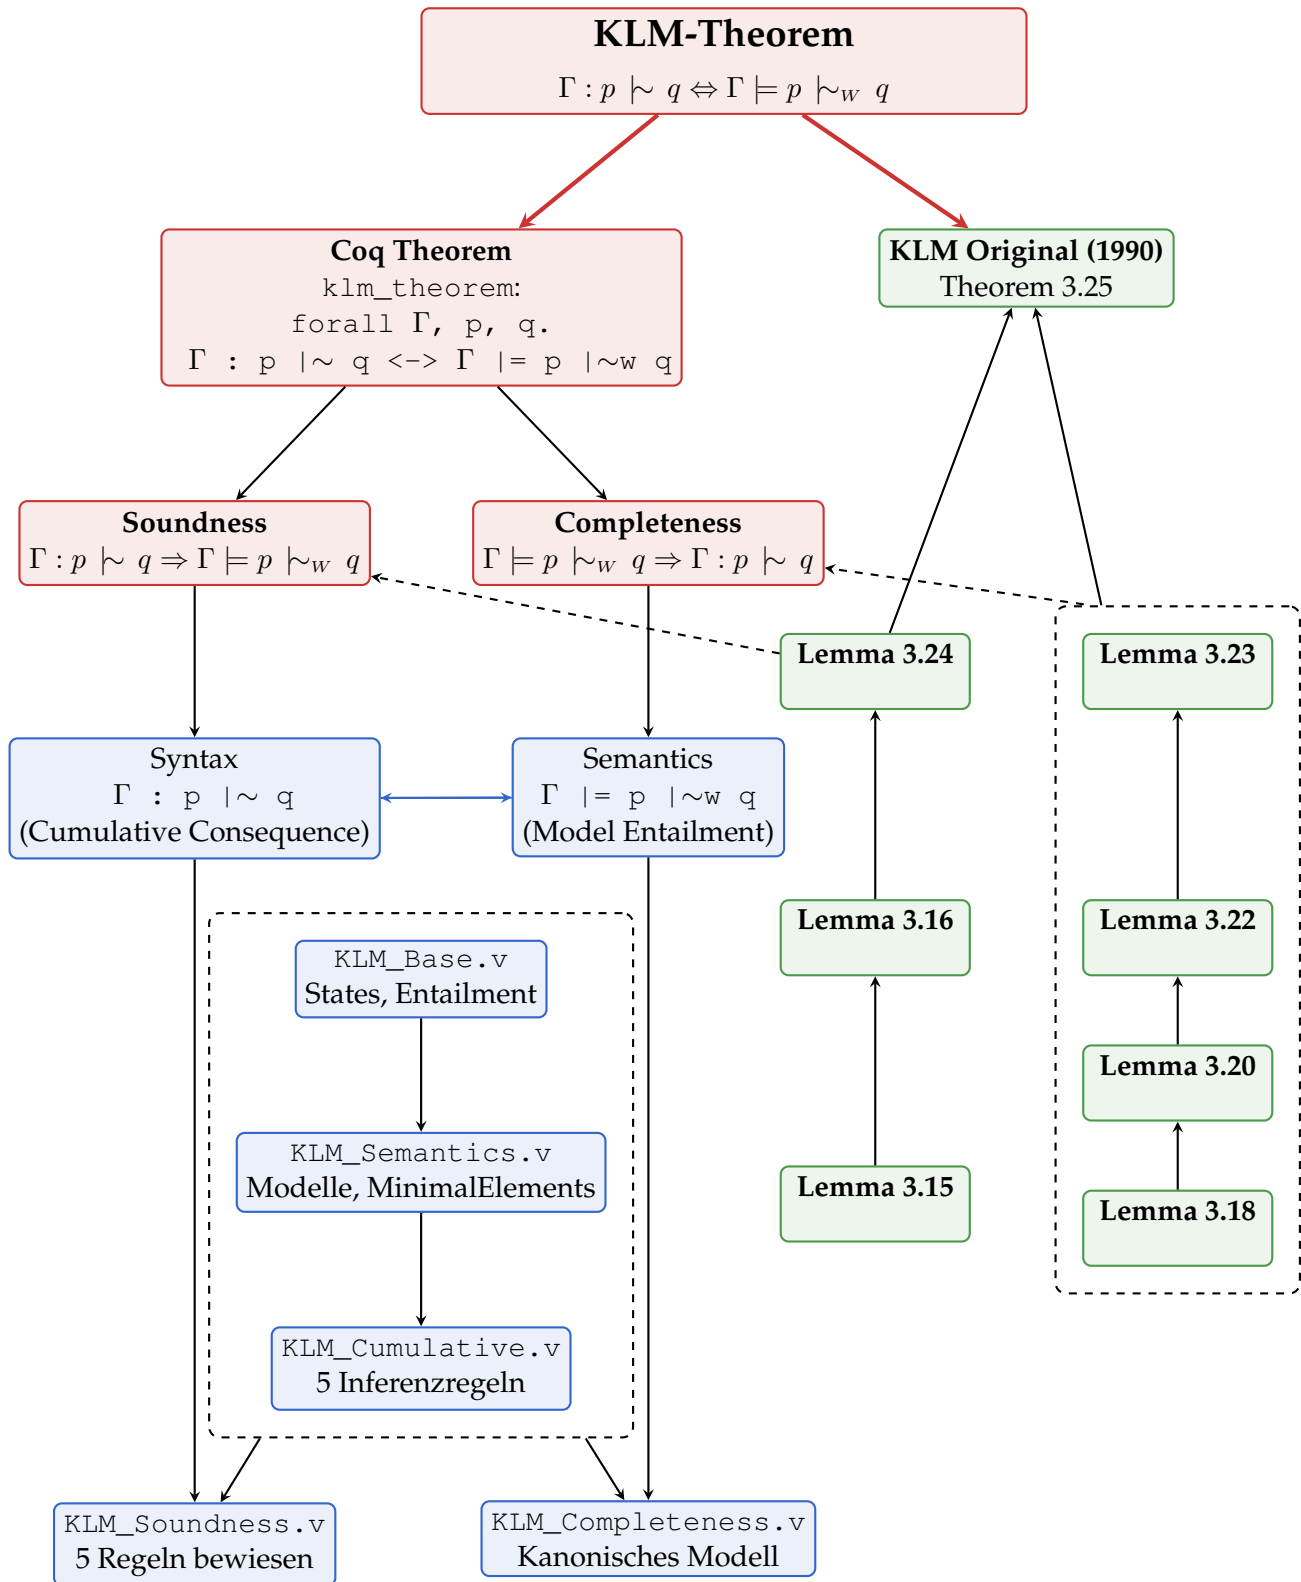 KLM-Theorem
Γ : p |∼ q ⇔ Γ ⊨ p |∼_W q
Coq Theorem
klm_theorem:
forall Γ, p, q.
Γ : p |∼ q <-> Γ |= p |∼w q
KLM Original (1990)
Theorem 3.25
Soundness
Γ : p |∼ q ⇒ Γ ⊨ p |∼_W q
Completeness
Γ ⊨ p |∼_W q ⇒ Γ : p |∼ q
Lemma 3.24
Lemma 3.23
Syntax
Γ : p |∼ q
(Cumulative Consequence)
Semantics
Γ |= p |∼w q
(Model Entailment)
Lemma 3.16
Lemma 3.22
KLM_Base.v
States, Entailment
Lemma 3.20
KLM_Semantics.v
Modelle, MinimalElements
Lemma 3.15
Lemma 3.18
KLM_Cumulative.v
5 Inferenzregeln
KLM_Soundness.v
5 Regeln bewiesen
KLM_Completeness.v
Kanonisches Modell